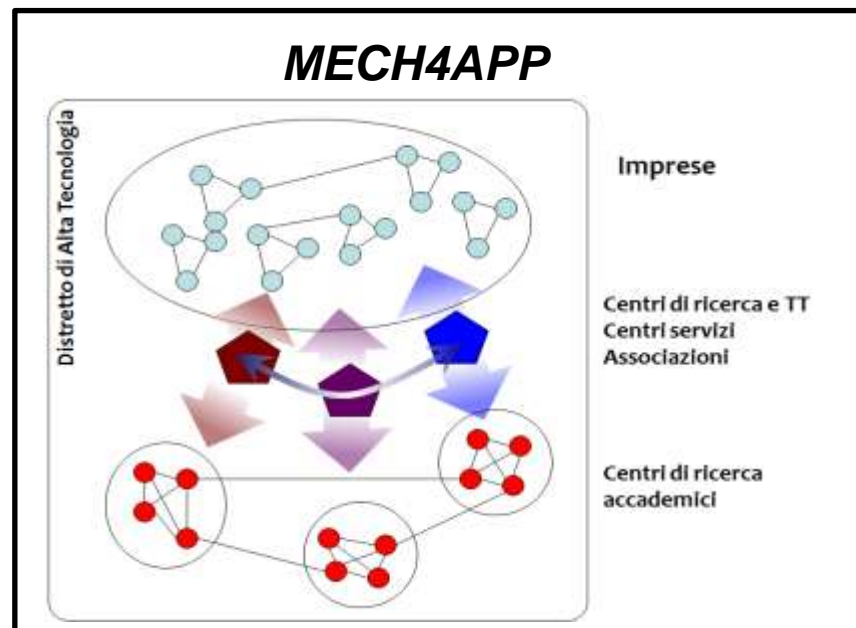 MECH4APP
Distretto di Alta Tecnologia
Imprese
Centri di ricerca e TT
Centri servizi
Associazioni
Centri di ricerca
accademici